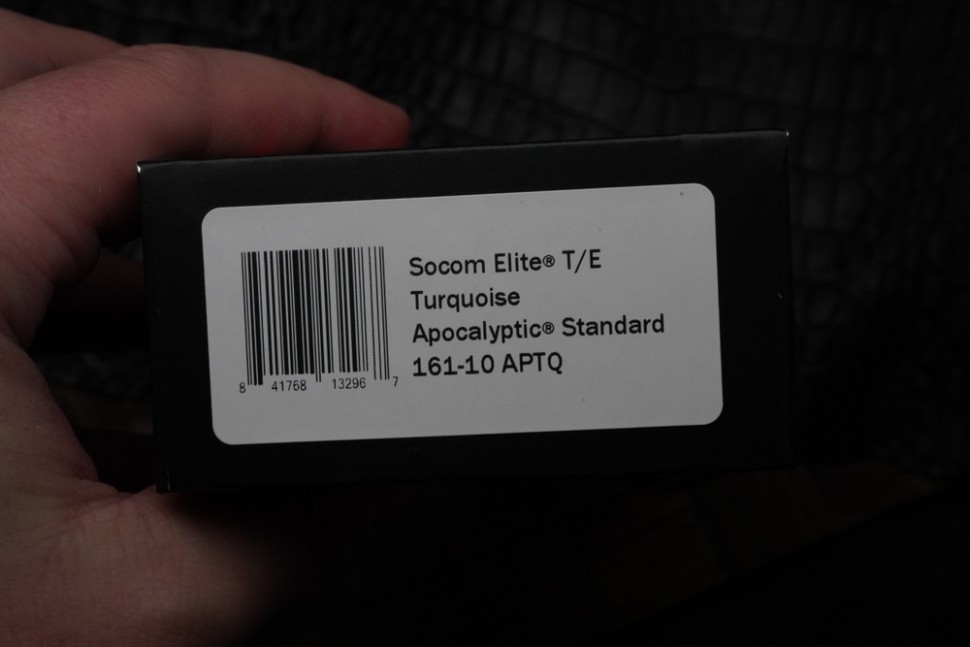 Socom Elite® T/E
Turquoise
Apocalyptic® Standard
161-10 APTQ
8 41768 13296 7